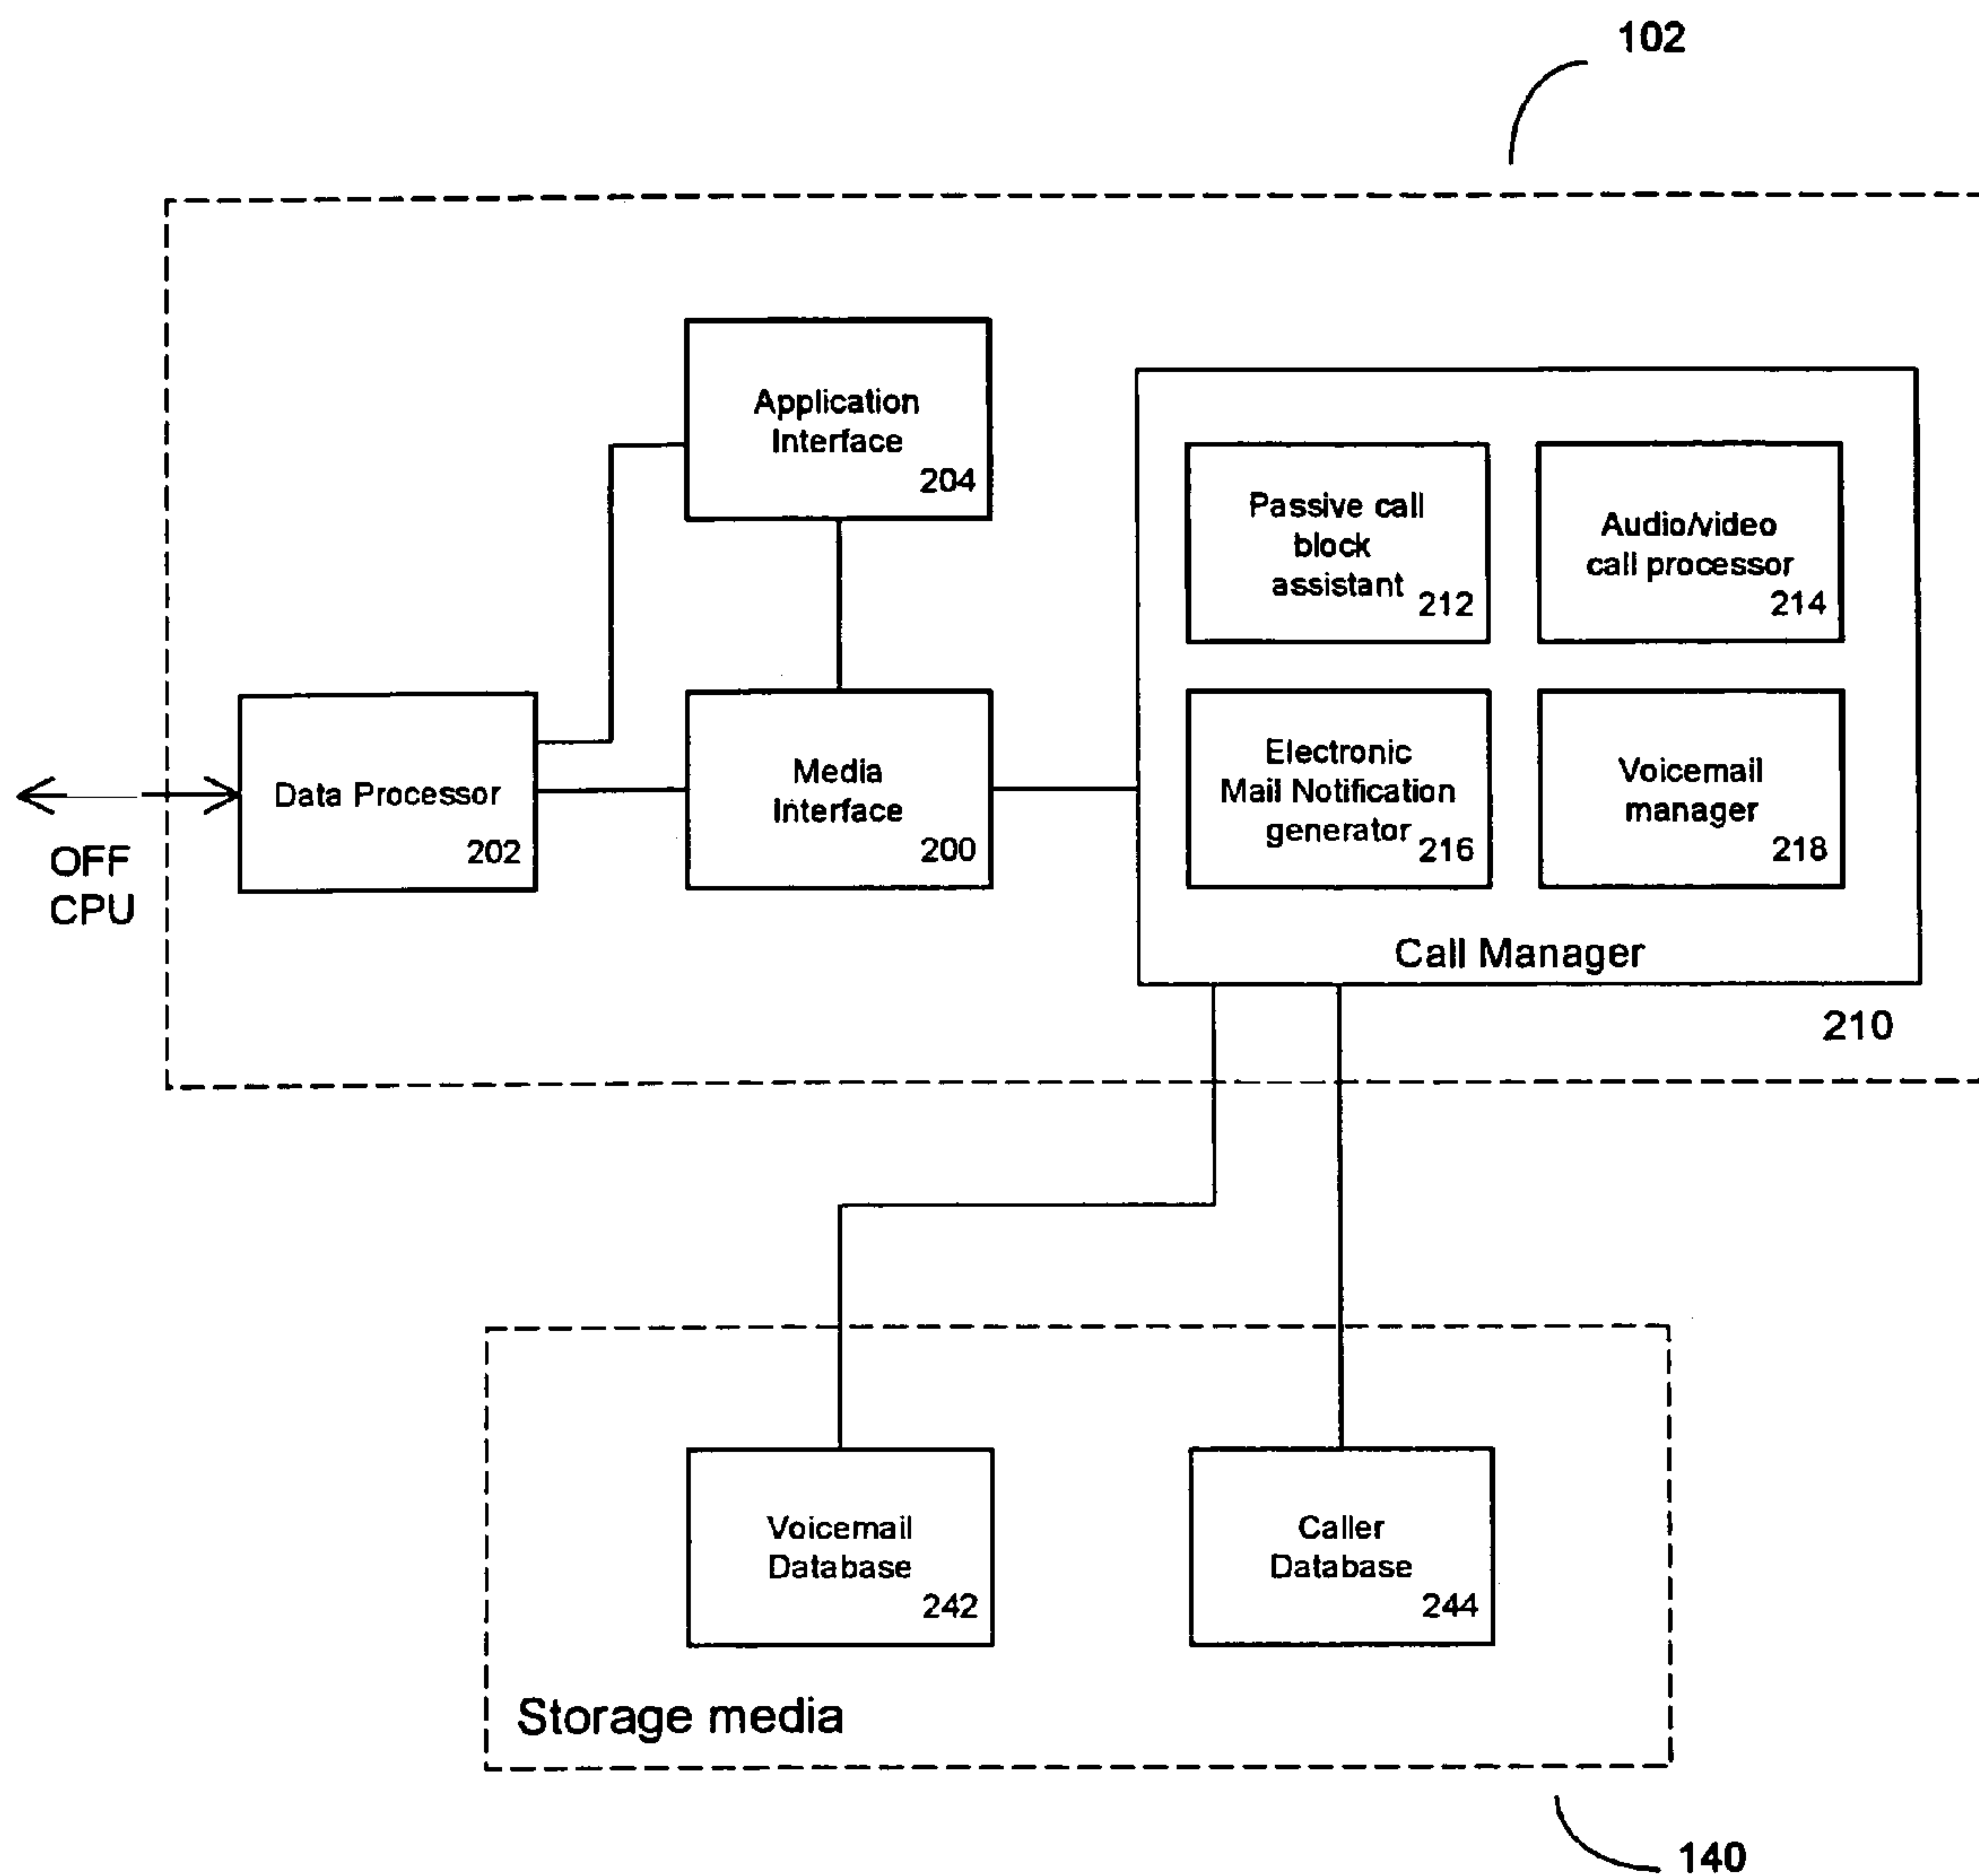 102
Application
Interface
204
Passive call
block
assistant
212
Audio/video
call processor
214
Data Processor
202
Media
Interface
200
Electronic
Mail Notification
generator
216
Voicemail
manager
218
OFF
CPU
Call Manager
210
Voicemail
Database
242
Caller
Database
244
Storage media
140